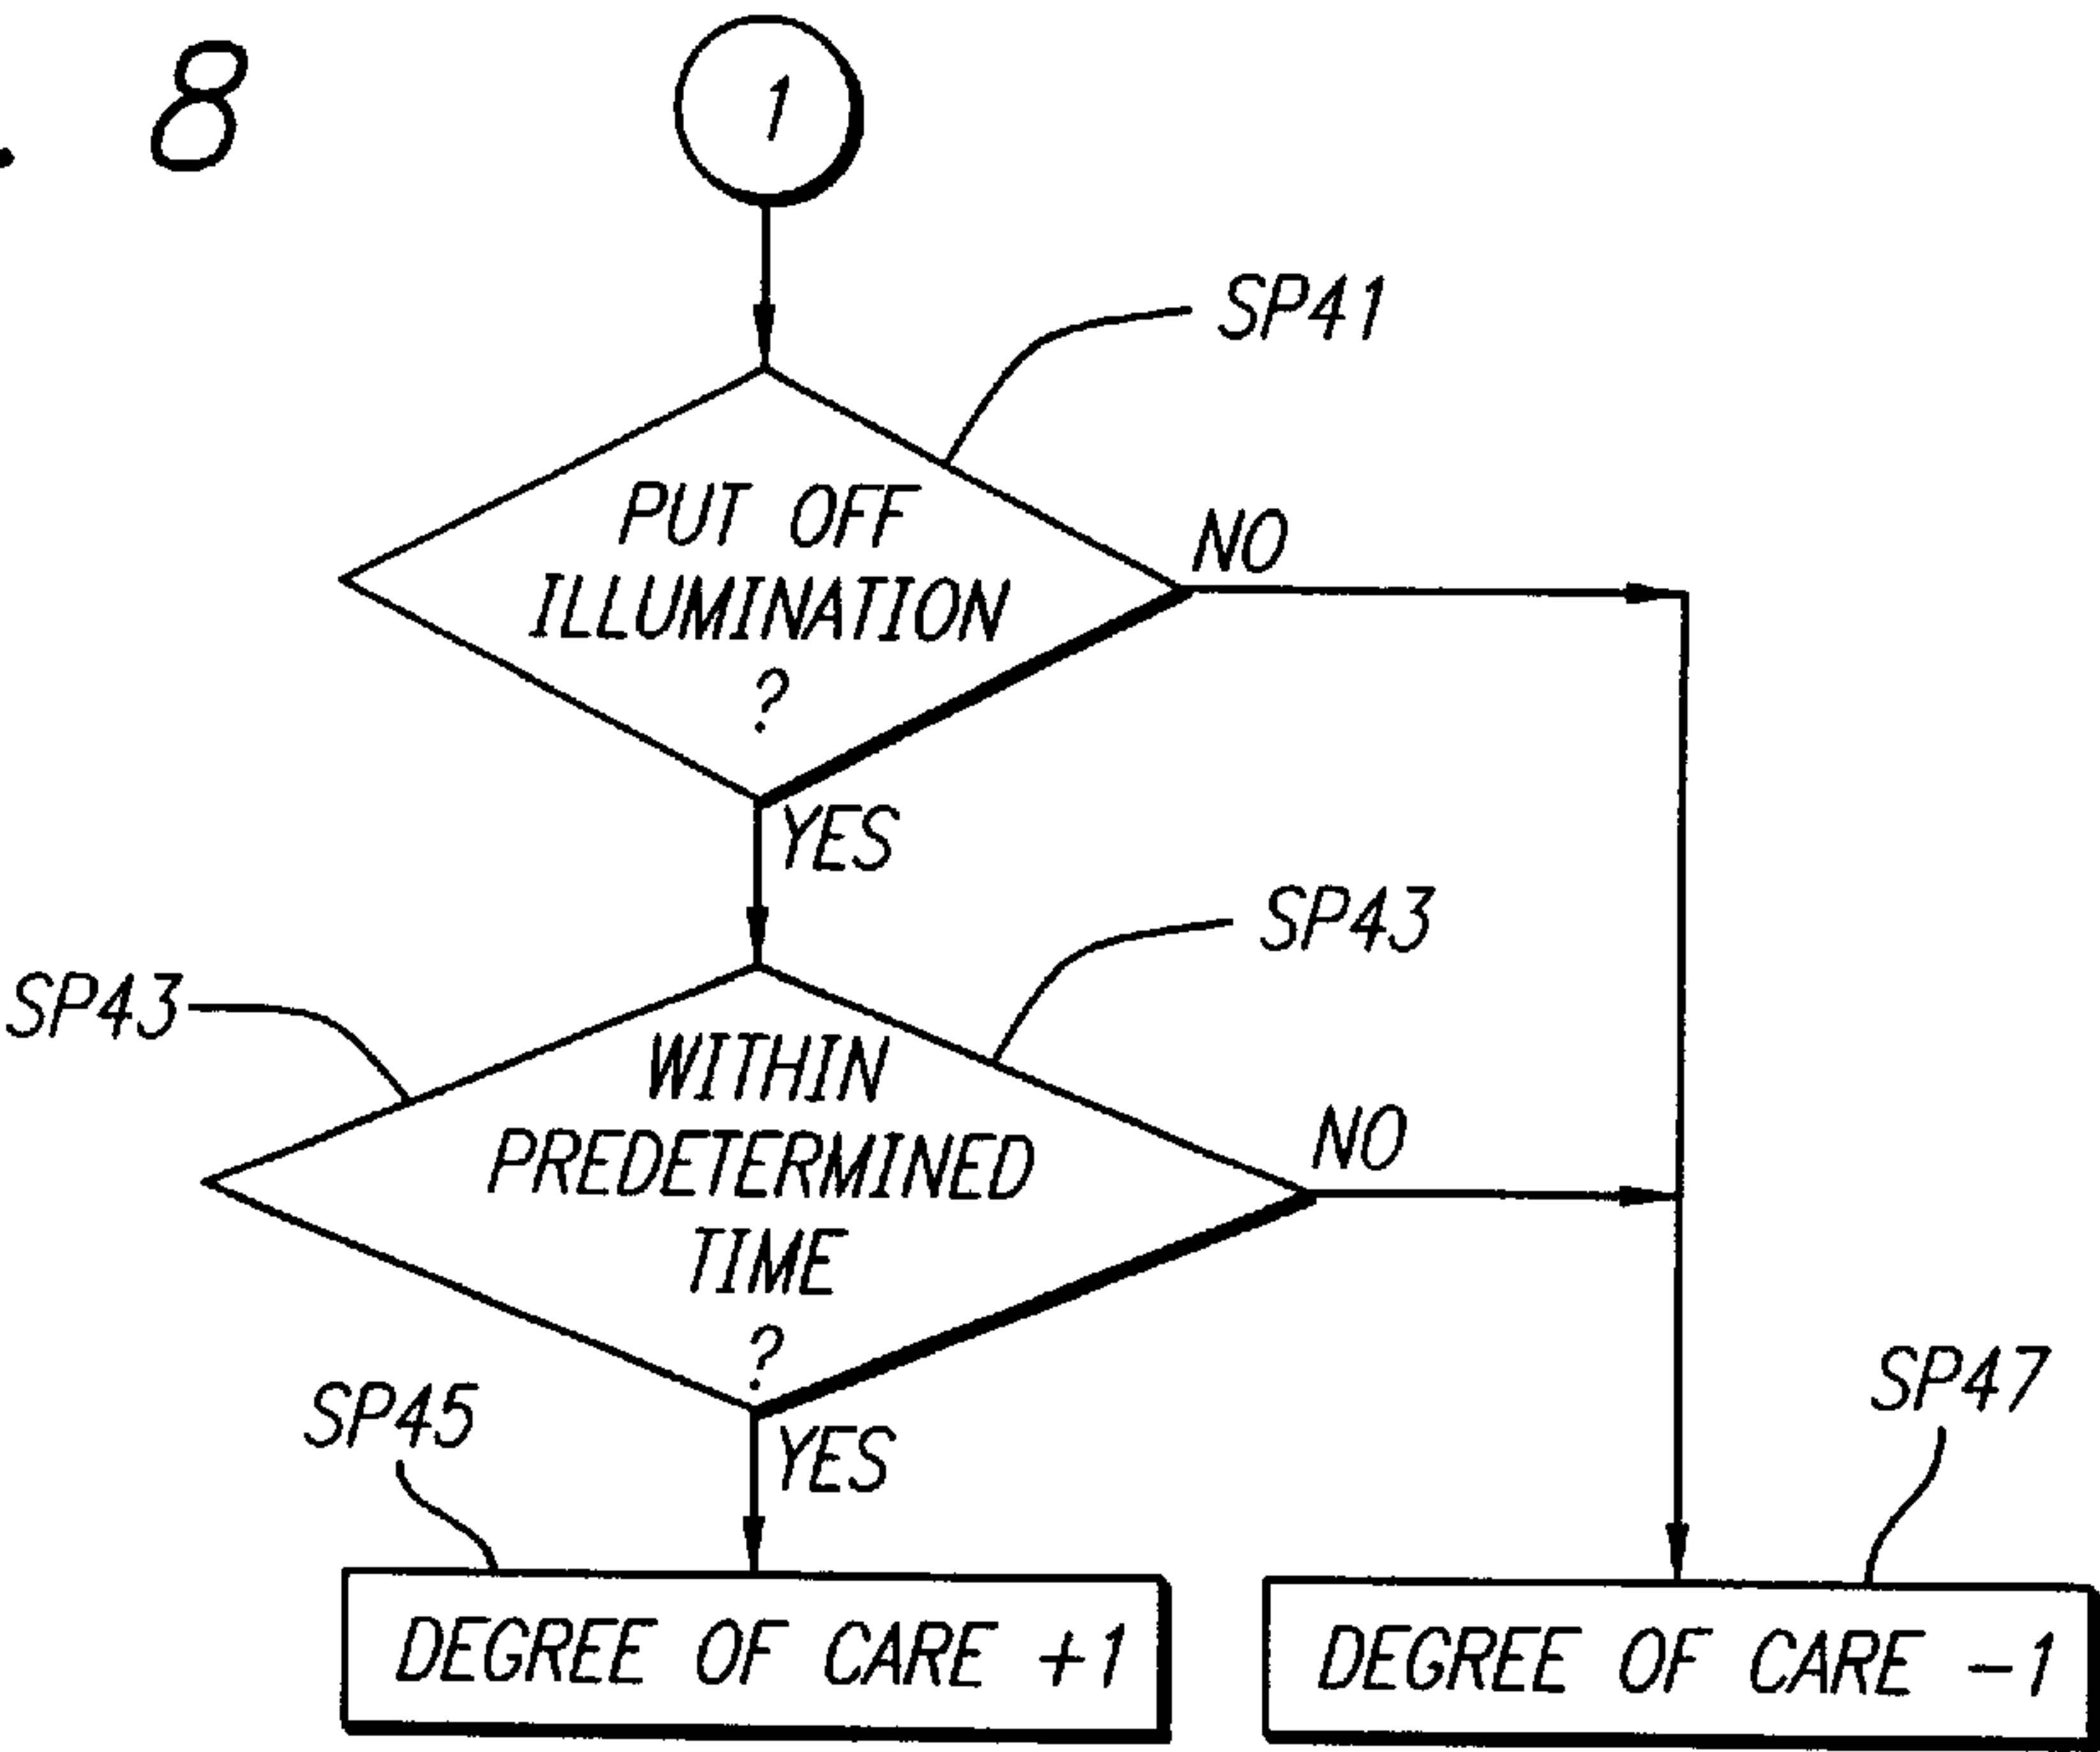 . 8
1
SP41
PUT OFF
ILLUMINATION
?
NO
YES
SP43
SP43
WITHIN
PREDETERMINED
TIME
?
NO
YES
SP45
SP47
DEGREE OF CARE +1
DEGREE OF CARE -1